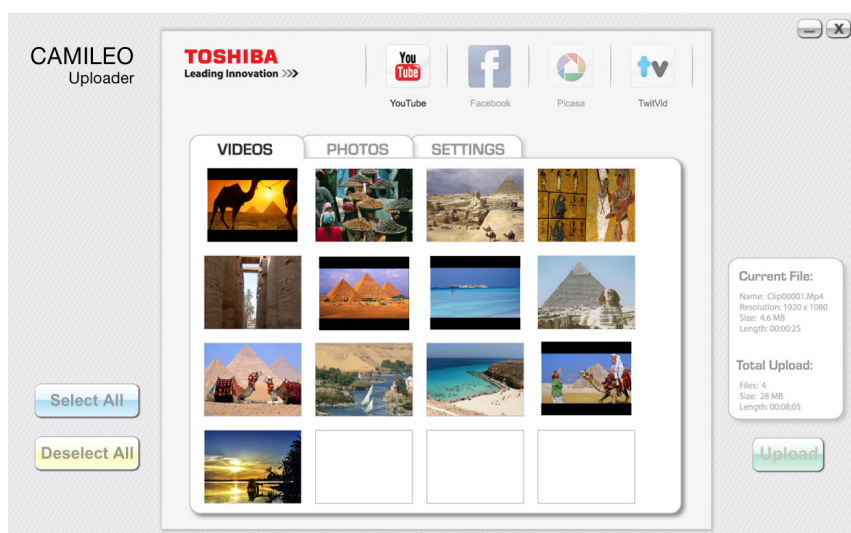 CAMILEO
Uploader
TOSHIBA
Leading Innovation >>>
You
Tube
YouTube
f
Facebook
Picasa
tv
TwitVid
X
VIDEOS
PHOTOS
SETTINGS
Current File:
Name: Clip00001.Mp4
Resolution: 1920 x 1080
Size: 4.6 MB
Length: 00:00:25
Total Upload:
Files: 4
Size: 28 MB
Length: 00:08:05
Select All
Deselect All
Upload